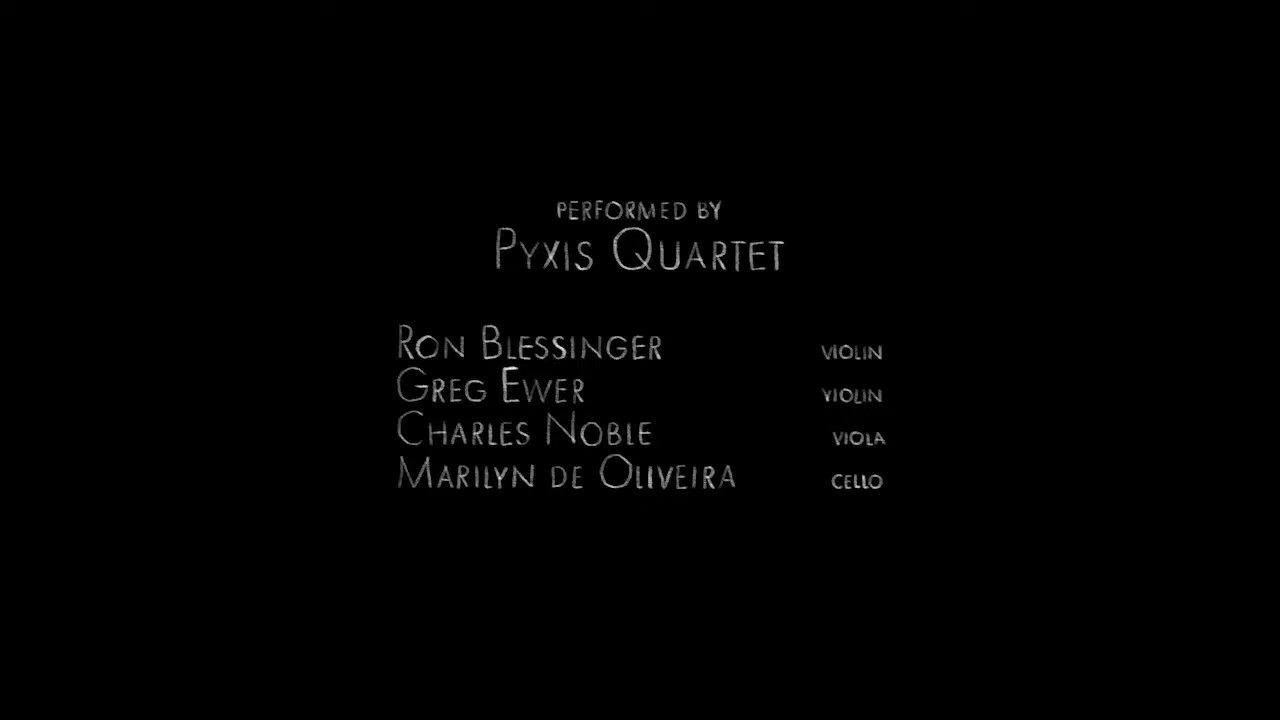 PERFORMED BY
PYXIS QUARTET
RON BLESSINGER VIOLIN
GREG EWER VIOLIN
CHARLES NOBLE VIOLA
MARILYN DE OLIVEIRA CELLO